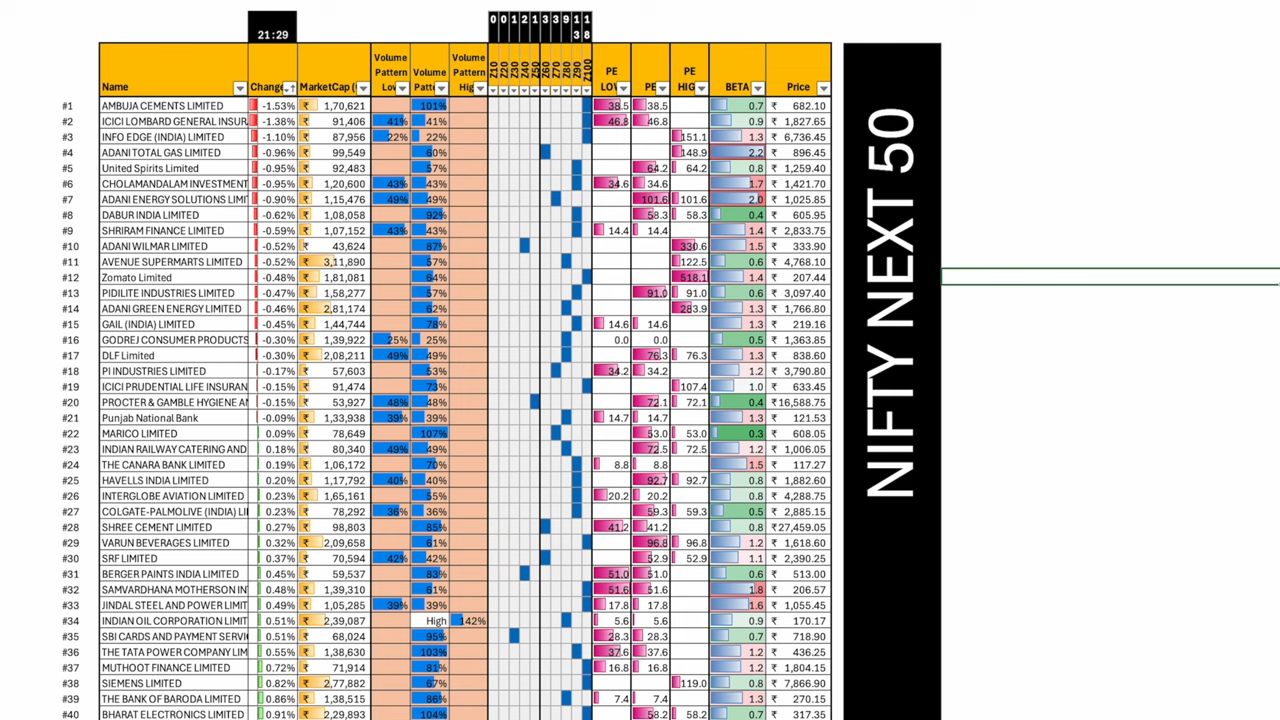 21:29
0 0 1 2 1 3 3 9 13 18
Name Change MarketCap ( Volume Pattern Low Volume Patte Volume Pattern High Z10 Z20 Z30 Z40 Z50 Z60 Z70 Z80 Z90 Z100 PE LOW PE PE HIG BETA Price
#1 AMBUJA CEMENTS LIMITED -1.53% ₹ 1,70,621 101% 38.5 38.5 0.7 ₹ 682.10
#2 ICICI LOMBARD GENERAL INSUR -1.38% ₹ 91,406 41% 41% 46.8 46.8 0.9 ₹ 1,827.65
#3 INFO EDGE (INDIA) LIMITED -1.10% ₹ 87,956 22% 22% 151.1 1.3 ₹ 6,736.45
#4 ADANI TOTAL GAS LIMITED -0.96% ₹ 99,549 60% 148.9 2.2 ₹ 896.45
#5 United Spirits Limited -0.95% ₹ 92,483 57% 64.2 64.2 0.8 ₹ 1,259.40
#6 CHOLAMANDALAM INVESTMENT -0.95% ₹ 1,20,600 43% 43% 34.6 34.6 1.7 ₹ 1,421.70
#7 ADANI ENERGY SOLUTIONS LIMI -0.90% ₹ 1,15,476 49% 49% 101.6 101.6 2.0 ₹ 1,025.85
#8 DABUR INDIA LIMITED -0.62% ₹ 1,08,058 92% 58.3 58.3 0.4 ₹ 605.95
#9 SHRIRAM FINANCE LIMITED -0.59% ₹ 1,07,152 43% 43% 14.4 14.4 1.4 ₹ 2,833.75
#10 ADANI WILMAR LIMITED -0.52% ₹ 43,624 87% 330.6 1.5 ₹ 333.90
#11 AVENUE SUPERMARTS LIMITED -0.52% ₹ 3,11,890 57% 122.5 0.6 ₹ 4,768.10
#12 Zomato Limited -0.48% ₹ 1,81,081 64% 518.1 1.4 ₹ 207.44
#13 PIDILITE INDUSTRIES LIMITED -0.47% ₹ 1,58,277 57% 91.0 91.0 0.6 ₹ 3,097.40
#14 ADANI GREEN ENERGY LIMITED -0.46% ₹ 2,81,174 62% 283.9 1.3 ₹ 1,766.80
#15 GAIL (INDIA) LIMITED -0.45% ₹ 1,44,744 78% 14.6 14.6 1.3 ₹ 219.16
#16 GODREJ CONSUMER PRODUCTS -0.30% ₹ 1,39,922 25% 25% 0.0 0.0 0.5 ₹ 1,363.85
#17 DLF Limited -0.30% ₹ 2,08,211 49% 49% 76.3 76.3 1.3 ₹ 838.60
#18 PI INDUSTRIES LIMITED -0.17% ₹ 57,603 53% 34.2 34.2 1.2 ₹ 3,790.80
#19 ICICI PRUDENTIAL LIFE INSURAN -0.15% ₹ 91,474 73% 107.4 1.0 ₹ 633.45
#20 PROCTER & GAMBLE HYGIENE AN -0.15% ₹ 53,927 48% 48% 72.1 72.1 0.4 ₹ 16,588.75
#21 Punjab National Bank -0.09% ₹ 1,33,938 39% 39% 14.7 14.7 1.3 ₹ 121.53
#22 MARICO LIMITED 0.09% ₹ 78,649 107% 53.0 53.0 0.3 ₹ 608.05
#23 INDIAN RAILWAY CATERING AND 0.18% ₹ 80,340 49% 49% 72.5 72.5 1.2 ₹ 1,006.05
#24 THE CANARA BANK LIMITED 0.19% ₹ 1,06,172 70% 8.8 8.8 1.5 ₹ 117.27
#25 HAVELLS INDIA LIMITED 0.20% ₹ 1,17,792 40% 40% 92.7 92.7 0.8 ₹ 1,882.60
#26 INTERGLOBE AVIATION LIMITED 0.23% ₹ 1,65,161 55% 20.2 20.2 0.8 ₹ 4,288.75
#27 COLGATE-PALMOLIVE (INDIA) LI 0.23% ₹ 78,292 36% 36% 59.3 59.3 0.5 ₹ 2,885.15
#28 SHREE CEMENT LIMITED 0.27% ₹ 98,803 85% 41.2 41.2 0.8 ₹ 27,459.05
#29 VARUN BEVERAGES LIMITED 0.32% ₹ 2,09,658 61% 96.8 96.8 1.2 ₹ 1,618.60
#30 SRF LIMITED 0.37% ₹ 70,594 42% 42% 52.9 52.9 1.1 ₹ 2,390.25
#31 BERGER PAINTS INDIA LIMITED 0.45% ₹ 59,537 83% 51.0 51.0 0.6 ₹ 513.00
#32 SAMVARDHANA MOTHERSON IN 0.48% ₹ 1,39,310 61% 51.6 51.6 1.8 ₹ 206.57
#33 JINDAL STEEL AND POWER LIMIT 0.49% ₹ 1,05,285 39% 39% 17.8 17.8 1.6 ₹ 1,055.45
#34 INDIAN OIL CORPORATION LIMIT 0.51% ₹ 2,39,087 High 142% 5.6 5.6 0.9 ₹ 170.17
#35 SBI CARDS AND PAYMENT SERVI 0.51% ₹ 68,024 95% 28.3 28.3 0.7 ₹ 718.90
#36 THE TATA POWER COMPANY LIM 0.55% ₹ 1,38,630 103% 37.6 37.6 1.2 ₹ 436.25
#37 MUTHOOT FINANCE LIMITED 0.72% ₹ 71,914 81% 16.8 16.8 1.2 ₹ 1,804.15
#38 SIEMENS LIMITED 0.82% ₹ 2,77,882 67% 119.0 0.8 ₹ 7,866.90
#39 THE BANK OF BARODA LIMITED 0.86% ₹ 1,38,515 86% 7.4 7.4 1.3 ₹ 270.15
#40 BHARAT ELECTRONICS LIMITED 0.91% ₹ 2,29,893 104% 58.2 58.2 0.7 ₹ 317.35
NIFTY NEXT 50